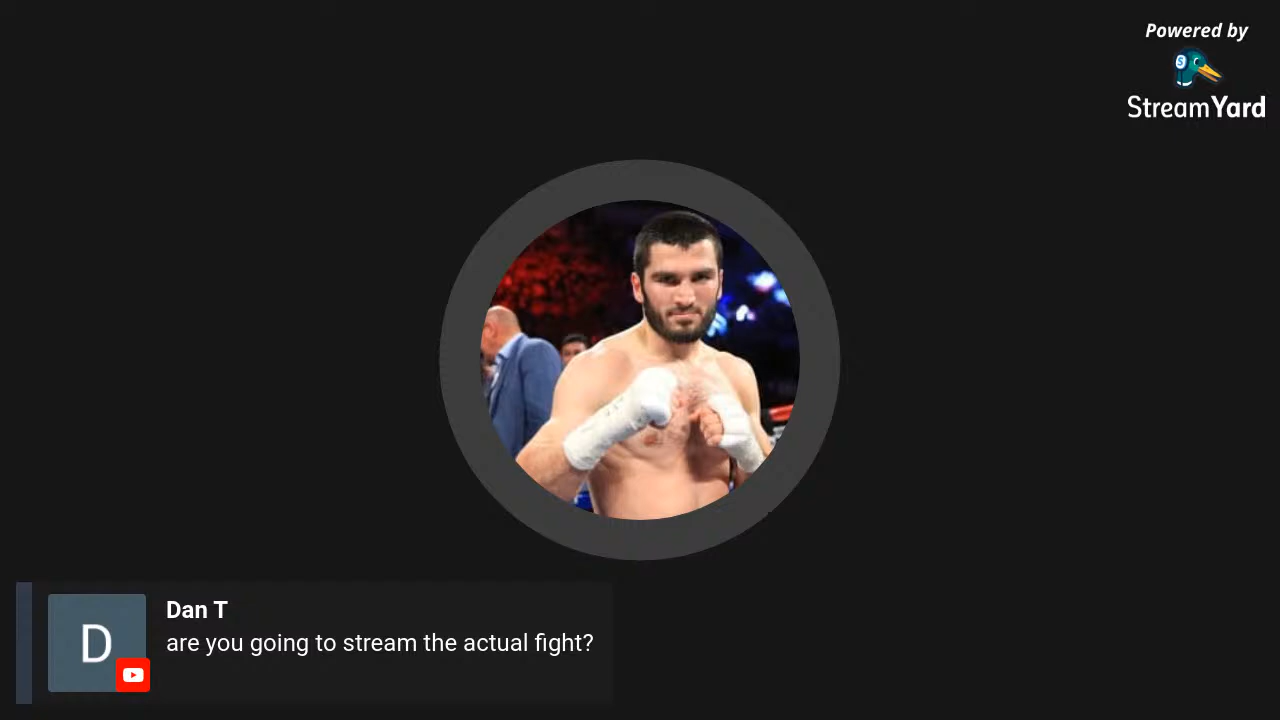 Powered by
S
StreamYard
D
Dan T
are you going to stream the actual fight?